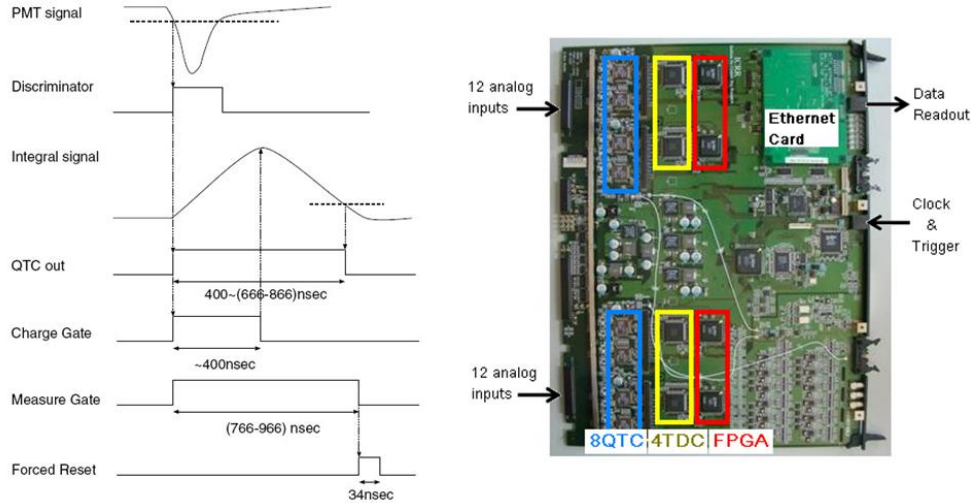 PMT signal
Discriminator
Integral signal
QTC out
400~(666-866)nsec
Charge Gate
~400nsec
Measure Gate
(766-966) nsec
Forced Reset
34nsec
12 analog
inputs
Ethernet
Card
Data
Readout
Clock
&
Trigger
12 analog
inputs
8QTC 4TDC FPGA